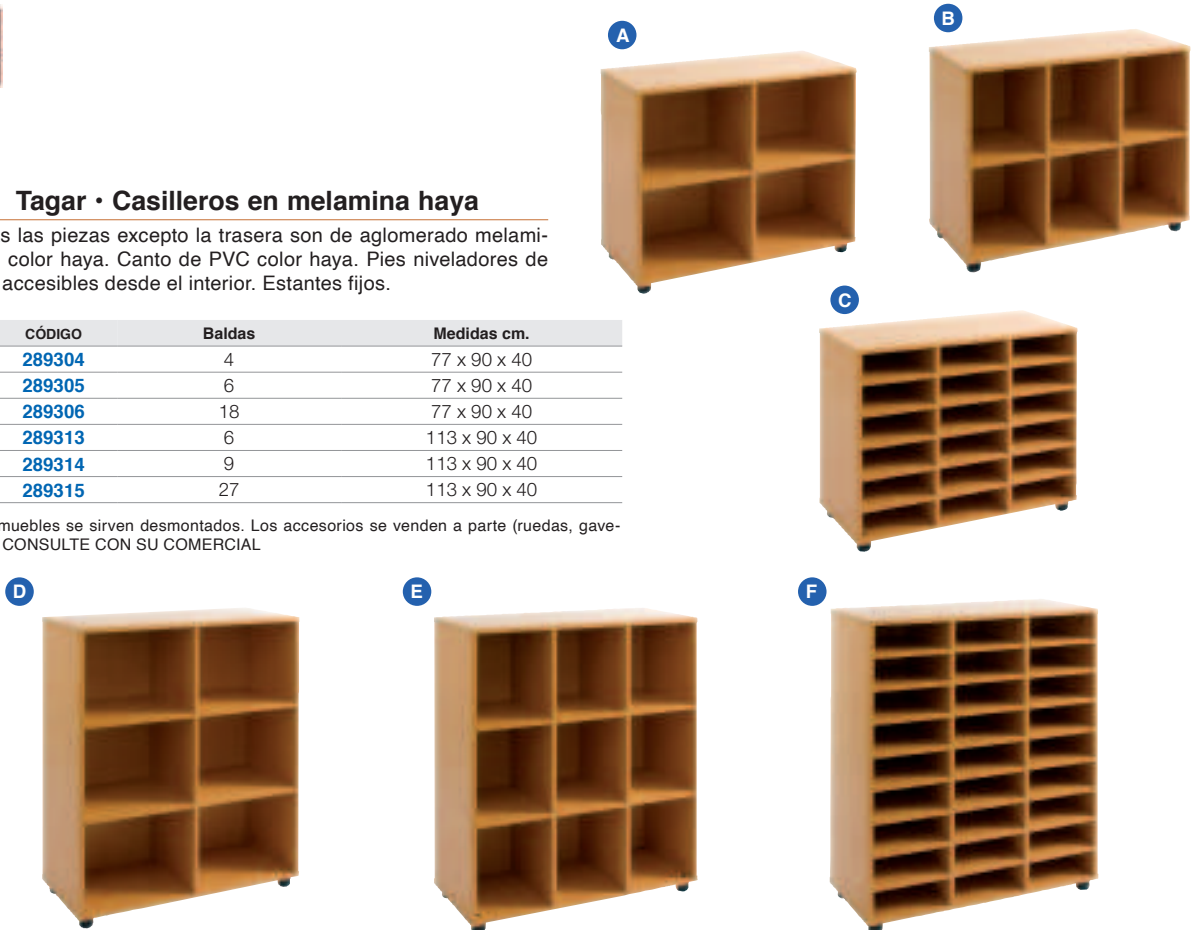 A
B
Tagar • Casilleros en melamina haya
s las piezas excepto la trasera son de aglomerado melami-
color haya. Canto de PVC color haya. Pies niveladores de
accesibles desde el interior. Estantes fijos.
C
CÓDIGO Baldas Medidas cm.
289304 4 77 x 90 x 40
289305 6 77 x 90 x 40
289306 18 77 x 90 x 40
289313 6 113 x 90 x 40
289314 9 113 x 90 x 40
289315 27 113 x 90 x 40
muebles se sirven desmontados. Los accesorios se venden a parte (ruedas, gave-
CONSULTE CON SU COMERCIAL
D
E
F